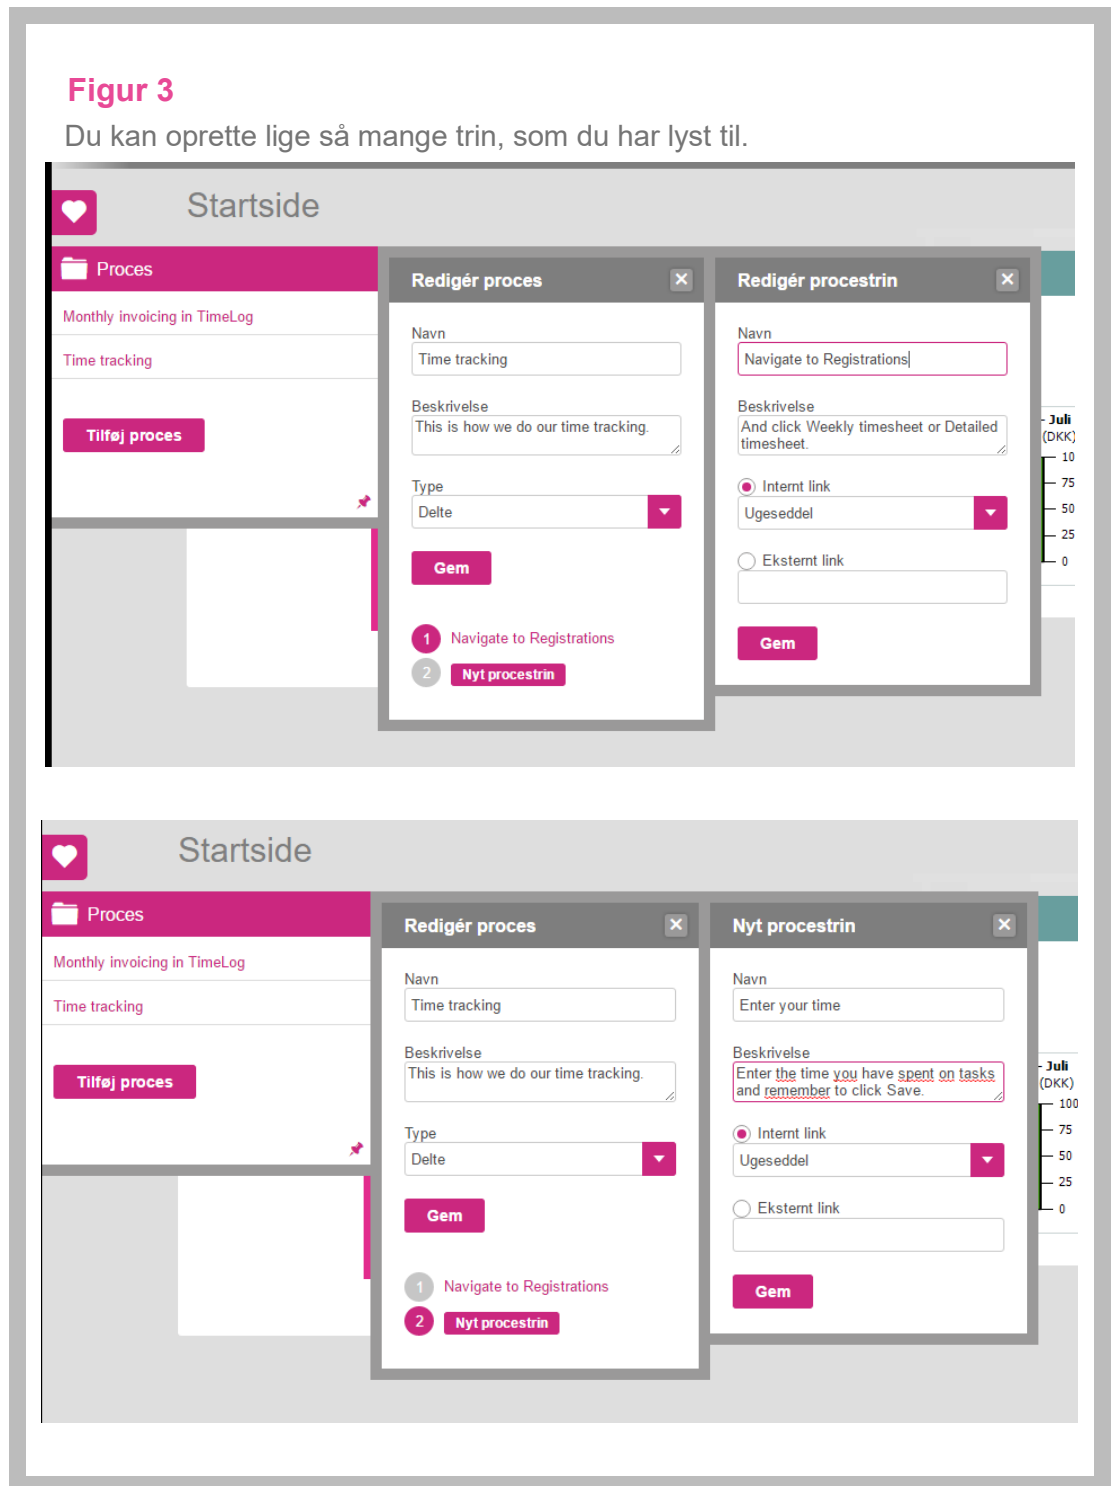 Figur 3
Du kan oprette lige så mange trin, som du har lyst til.
Startside
Proces
Monthly invoicing in TimeLog
Time tracking
Tilføj proces
Redigér proces
Navn
Time tracking
Beskrivelse
This is how we do our time tracking.
Type
Delte
Gem
1 Navigate to Registrations
2 Nyt procestrin
Redigér procestrin
Navn
Navigate to Registrations
Beskrivelse
And click Weekly timesheet or Detailed
timesheet.
Internt link
Ugeseddel
Eksternt link
Gem
- Juli
(DKK)
10
75
50
25
0
Startside
Proces
Monthly invoicing in TimeLog
Time tracking
Tilføj proces
Redigér proces
Navn
Time tracking
Beskrivelse
This is how we do our time tracking.
Type
Delte
Gem
1 Navigate to Registrations
2 Nyt procestrin
Nyt procestrin
Navn
Enter your time
Beskrivelse
Enter the time you have spent on tasks
and remember to click Save.
Internt link
Ugeseddel
Eksternt link
Gem
- Juli
(DKK)
100
75
50
25
0